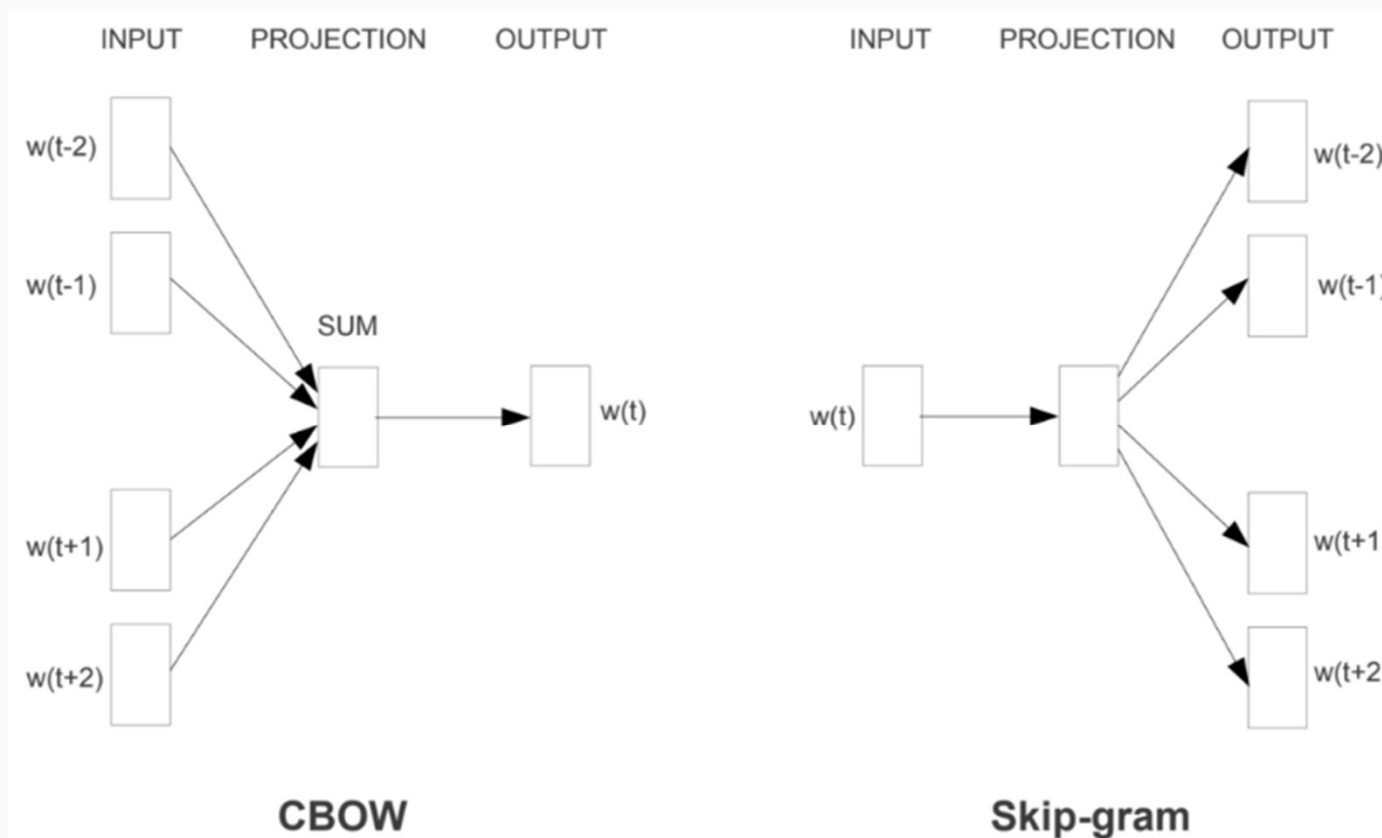 INPUT PROJECTION OUTPUT
w(t-2)
w(t-1)
SUM
w(t)
w(t+1)
w(t+2)
CBOW
INPUT PROJECTION OUTPUT
w(t-2)
w(t-1)
w(t)
w(t+1
w(t+2
Skip-gram